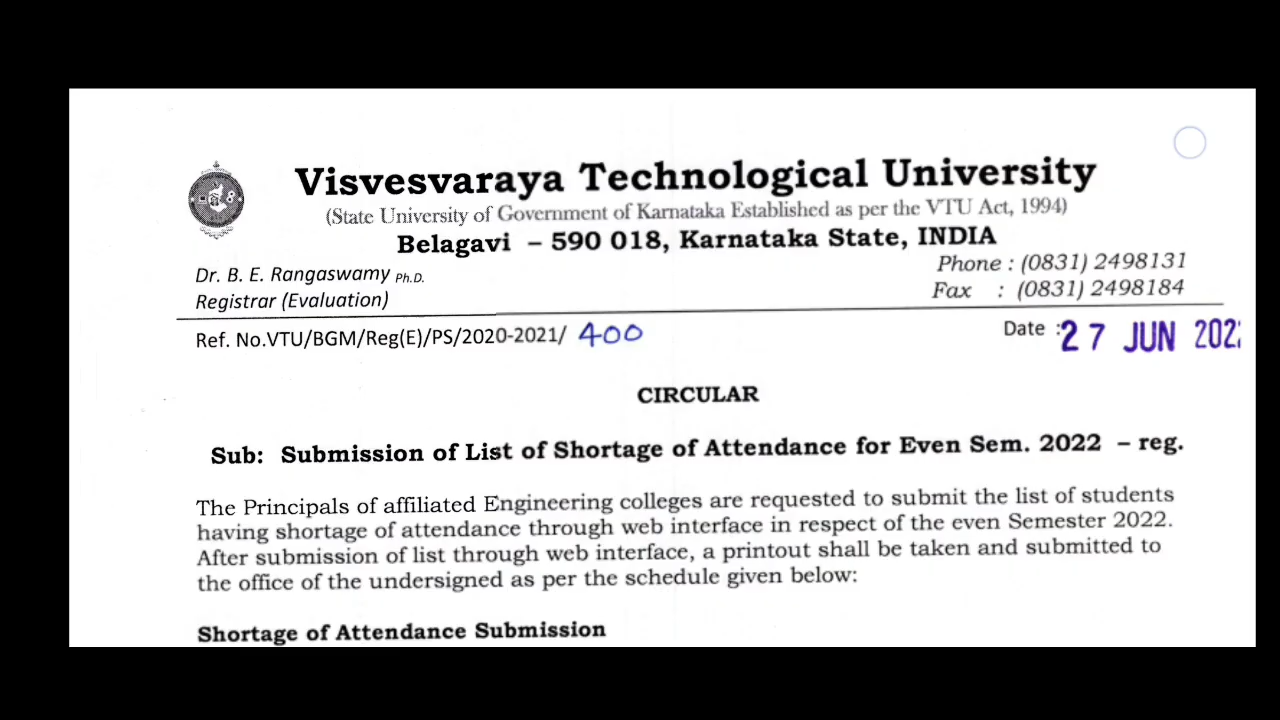 Visvesvaraya Technological University
(State University of Government of Karnataka Established as per the VTU Act, 1994)
Belagavi – 590 018, Karnataka State, INDIA
Dr. B. E. Rangaswamy Ph.D.
Phone : (0831) 2498131
Registrar (Evaluation)
Fax : (0831) 2498184
Ref. No.VTU/BGM/Reg(E)/PS/2020-2021/ 400
Date : 27 JUN 202
CIRCULAR
Sub: Submission of List of Shortage of Attendance for Even Sem. 2022 – reg.
The Principals of affiliated Engineering colleges are requested to submit the list of students
having shortage of attendance through web interface in respect of the even Semester 2022.
After submission of list through web interface, a printout shall be taken and submitted to
the office of the undersigned as per the schedule given below:
Shortage of Attendance Submission